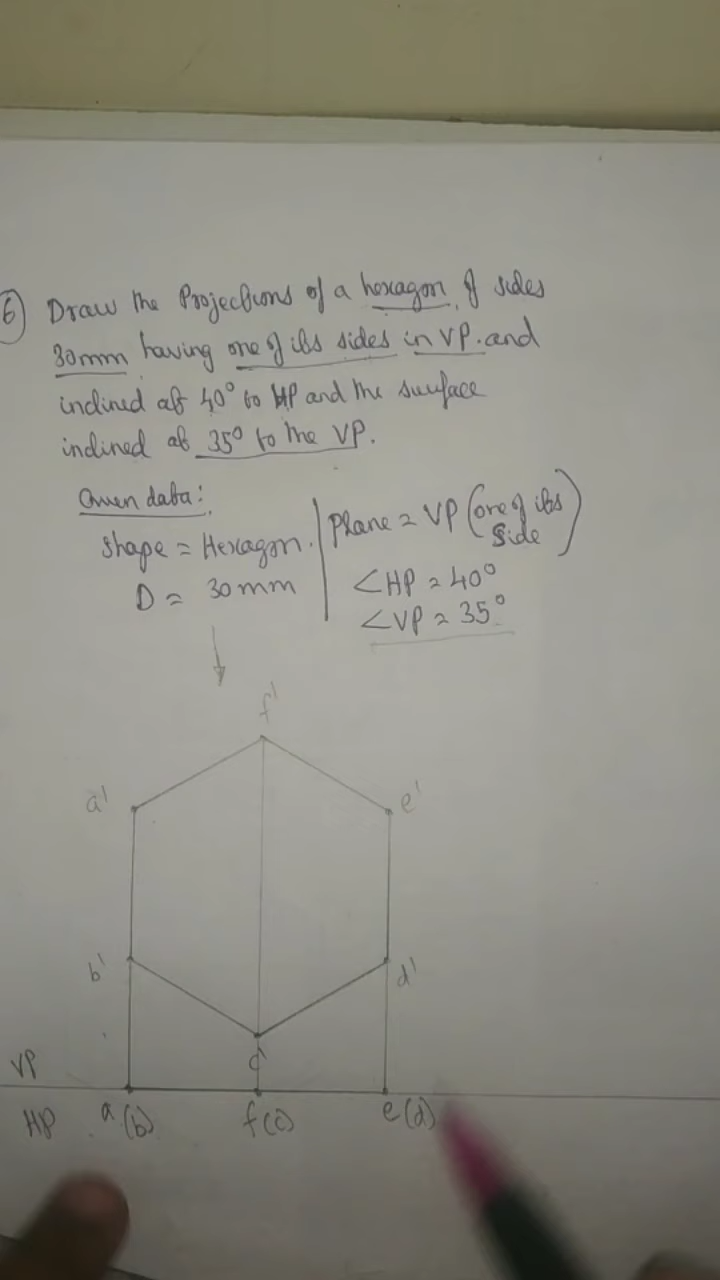 6 Draw the Projections of a hexagon of sides
30mm having one of its sides in VP. and
inclined at 40° to HP and the surface
inclined at 35° to the VP.
Given data:
Shape = Hexagon.
D = 30mm
Plane = VP (one of its
Side)
∠HP = 40°
∠VP = 35°
f'
a' e'
b' d'
c'
VP
HP a(b) f(c) e(d)